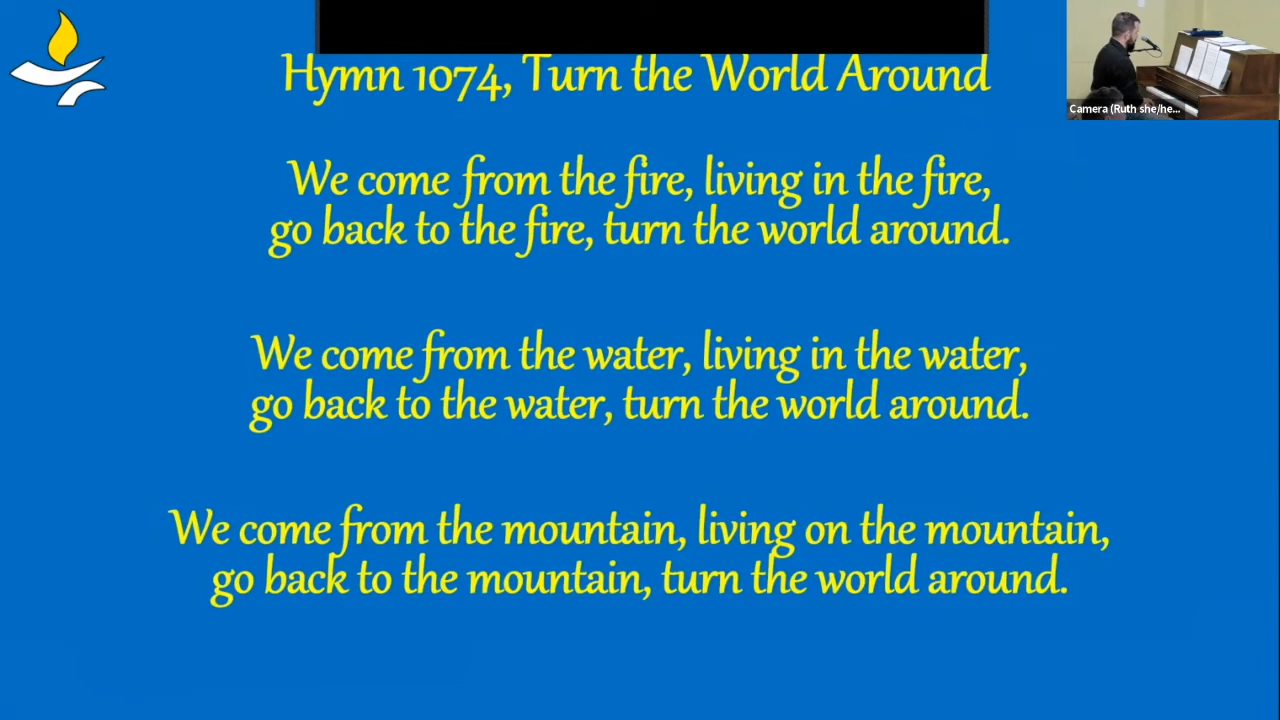 Hymn 1074, Turn the World Around
Camera (Ruth she/he...
We come from the fire, living in the fire,
go back to the fire, turn the world around.
We come from the water, living in the water,
go back to the water, turn the world around.
We come from the mountain, living on the mountain,
go back to the mountain, turn the world around.